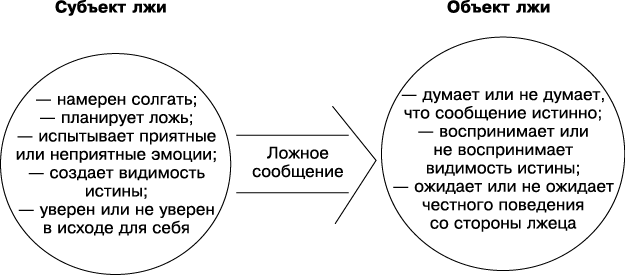 Субъект лжи
— намерен солгать;
— планирует ложь;
— испытывает приятные
или неприятные эмоции;
— создает видимость
истины;
— уверен или не уверен
в исходе для себя
Ложное
сообщение
Объект лжи
— думает или не думает,
что сообщение истинно;
— воспринимает или
не воспринимает
видимость истины;
— ожидает или не ожидает
честного поведения
со стороны лжеца